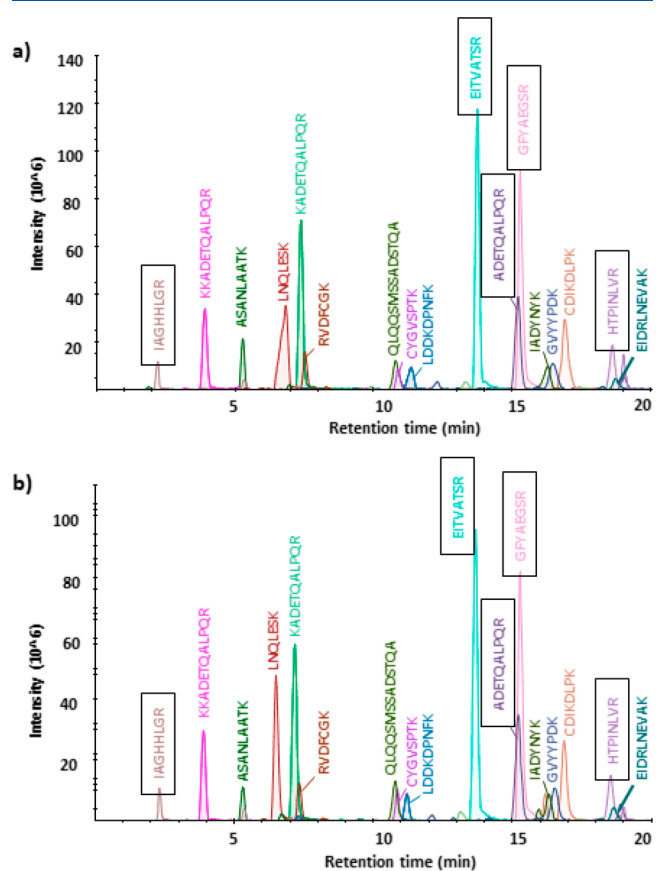 a)
140
120
100
80
60
40
20
Intensity (10^6)
IAGHHLGR
KKADETQALPQR
ASANLAATK
LNQLESK
KADETQALPQR
RVDFCGK
QLQQSMSSADSTQA
CYGVSPTK
LDDKDPNFK
EITVATSR
ADETQALPQR
GFYAEGSR
IADYNYK
GVYYPDK
CDIKDLPK
HTPINLVR
EIDRLNEVAK
5
10
15
20
Retention time (min)
b)
100
80
60
40
20
Intensity (10^6)
IAGHHLGR
KKADETQALPQR
ASANLAATK
LNQLESK
KADETQALPQR
RVDFCGK
QLQQSMSSADSTQA
CYGVSPTK
LDDKDPNFK
EITVATSR
ADETQALPQR
GFYAEGSR
IADYNYK
GVYYPDK
CDIKDLPK
HTPINLVR
EIDRLNEVAK
5
10
15
20
Retention time (min)